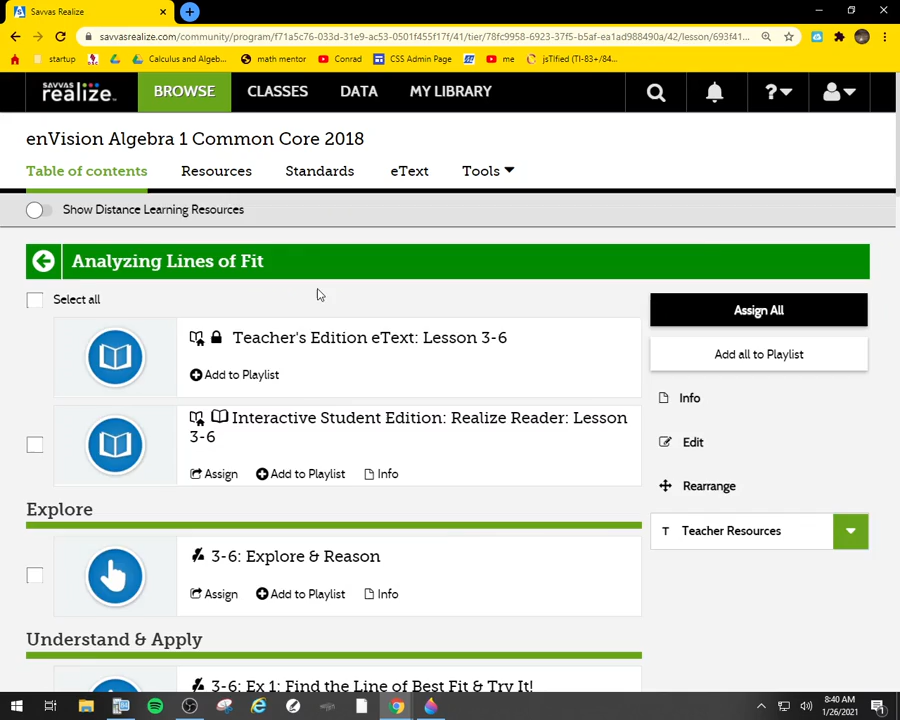 Savvas Realize
savvasrealize.com/community/program/f71a5c76-033d-31e9-ac53-0501f455f17f/41/tier/78fc9958-6923-37f5-b5af-ea1ad988490a/42/lesson/693f41...
startup
Calculus and Algeb...
math mentor
Conrad
CSS Admin Page
me
jsTIfied (TI-83+/84...
SAVVAS
realize™
BROWSE CLASSES DATA MY LIBRARY
enVision Algebra 1 Common Core 2018
Table of contents Resources Standards eText Tools
Show Distance Learning Resources
Analyzing Lines of Fit
Select all
Assign All
Teacher's Edition eText: Lesson 3-6
Add to Playlist
Add all to Playlist
Info
Interactive Student Edition: Realize Reader: Lesson
3-6
Assign Add to Playlist Info
Edit
Rearrange
T Teacher Resources
Explore
3-6: Explore & Reason
Assign Add to Playlist Info
Understand & Apply
3-6: Ex 1: Find the Line of Best Fit & Try It!
8:40 AM
1/26/2021